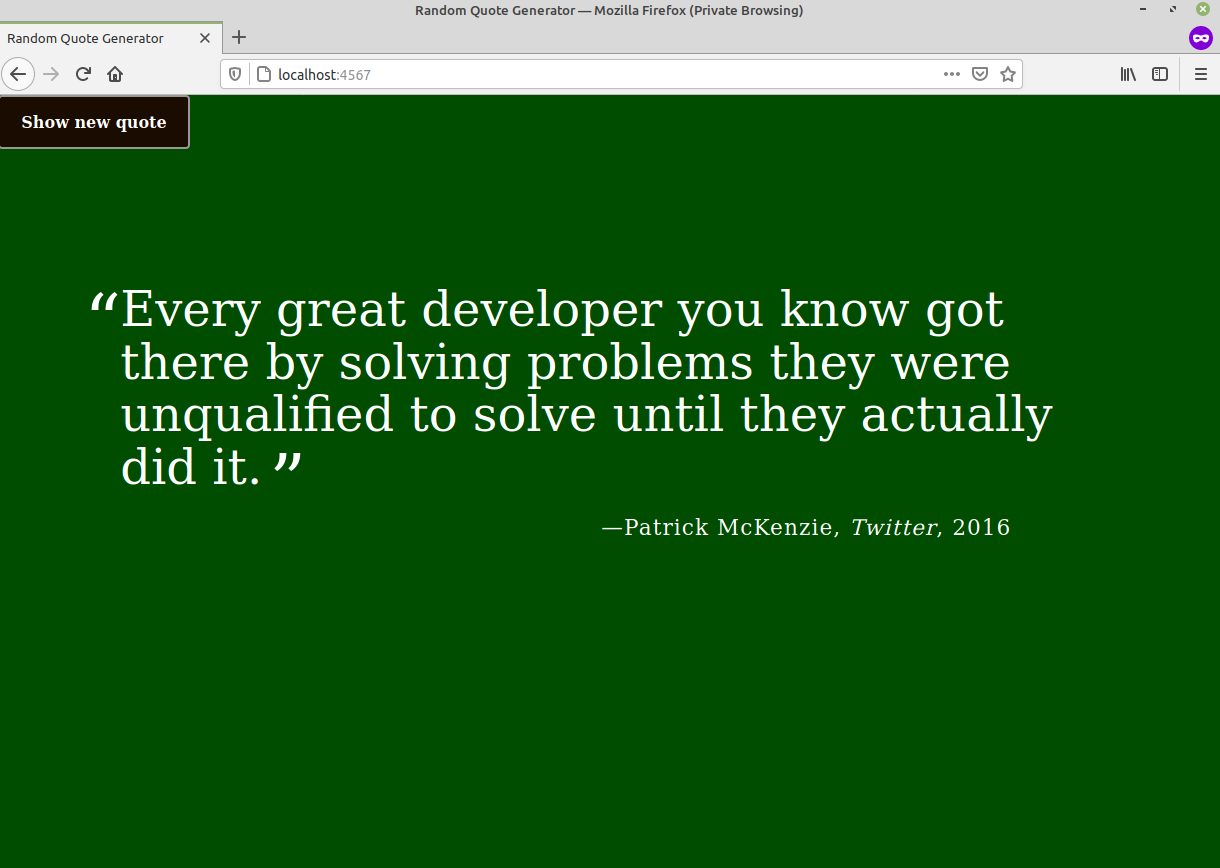 Random Quote Generator — Mozilla Firefox (Private Browsing)
Random Quote Generator
localhost:4567
Show new quote
“Every great developer you know got
there by solving problems they were
unqualified to solve until they actually
did it.”
—Patrick McKenzie, Twitter, 2016